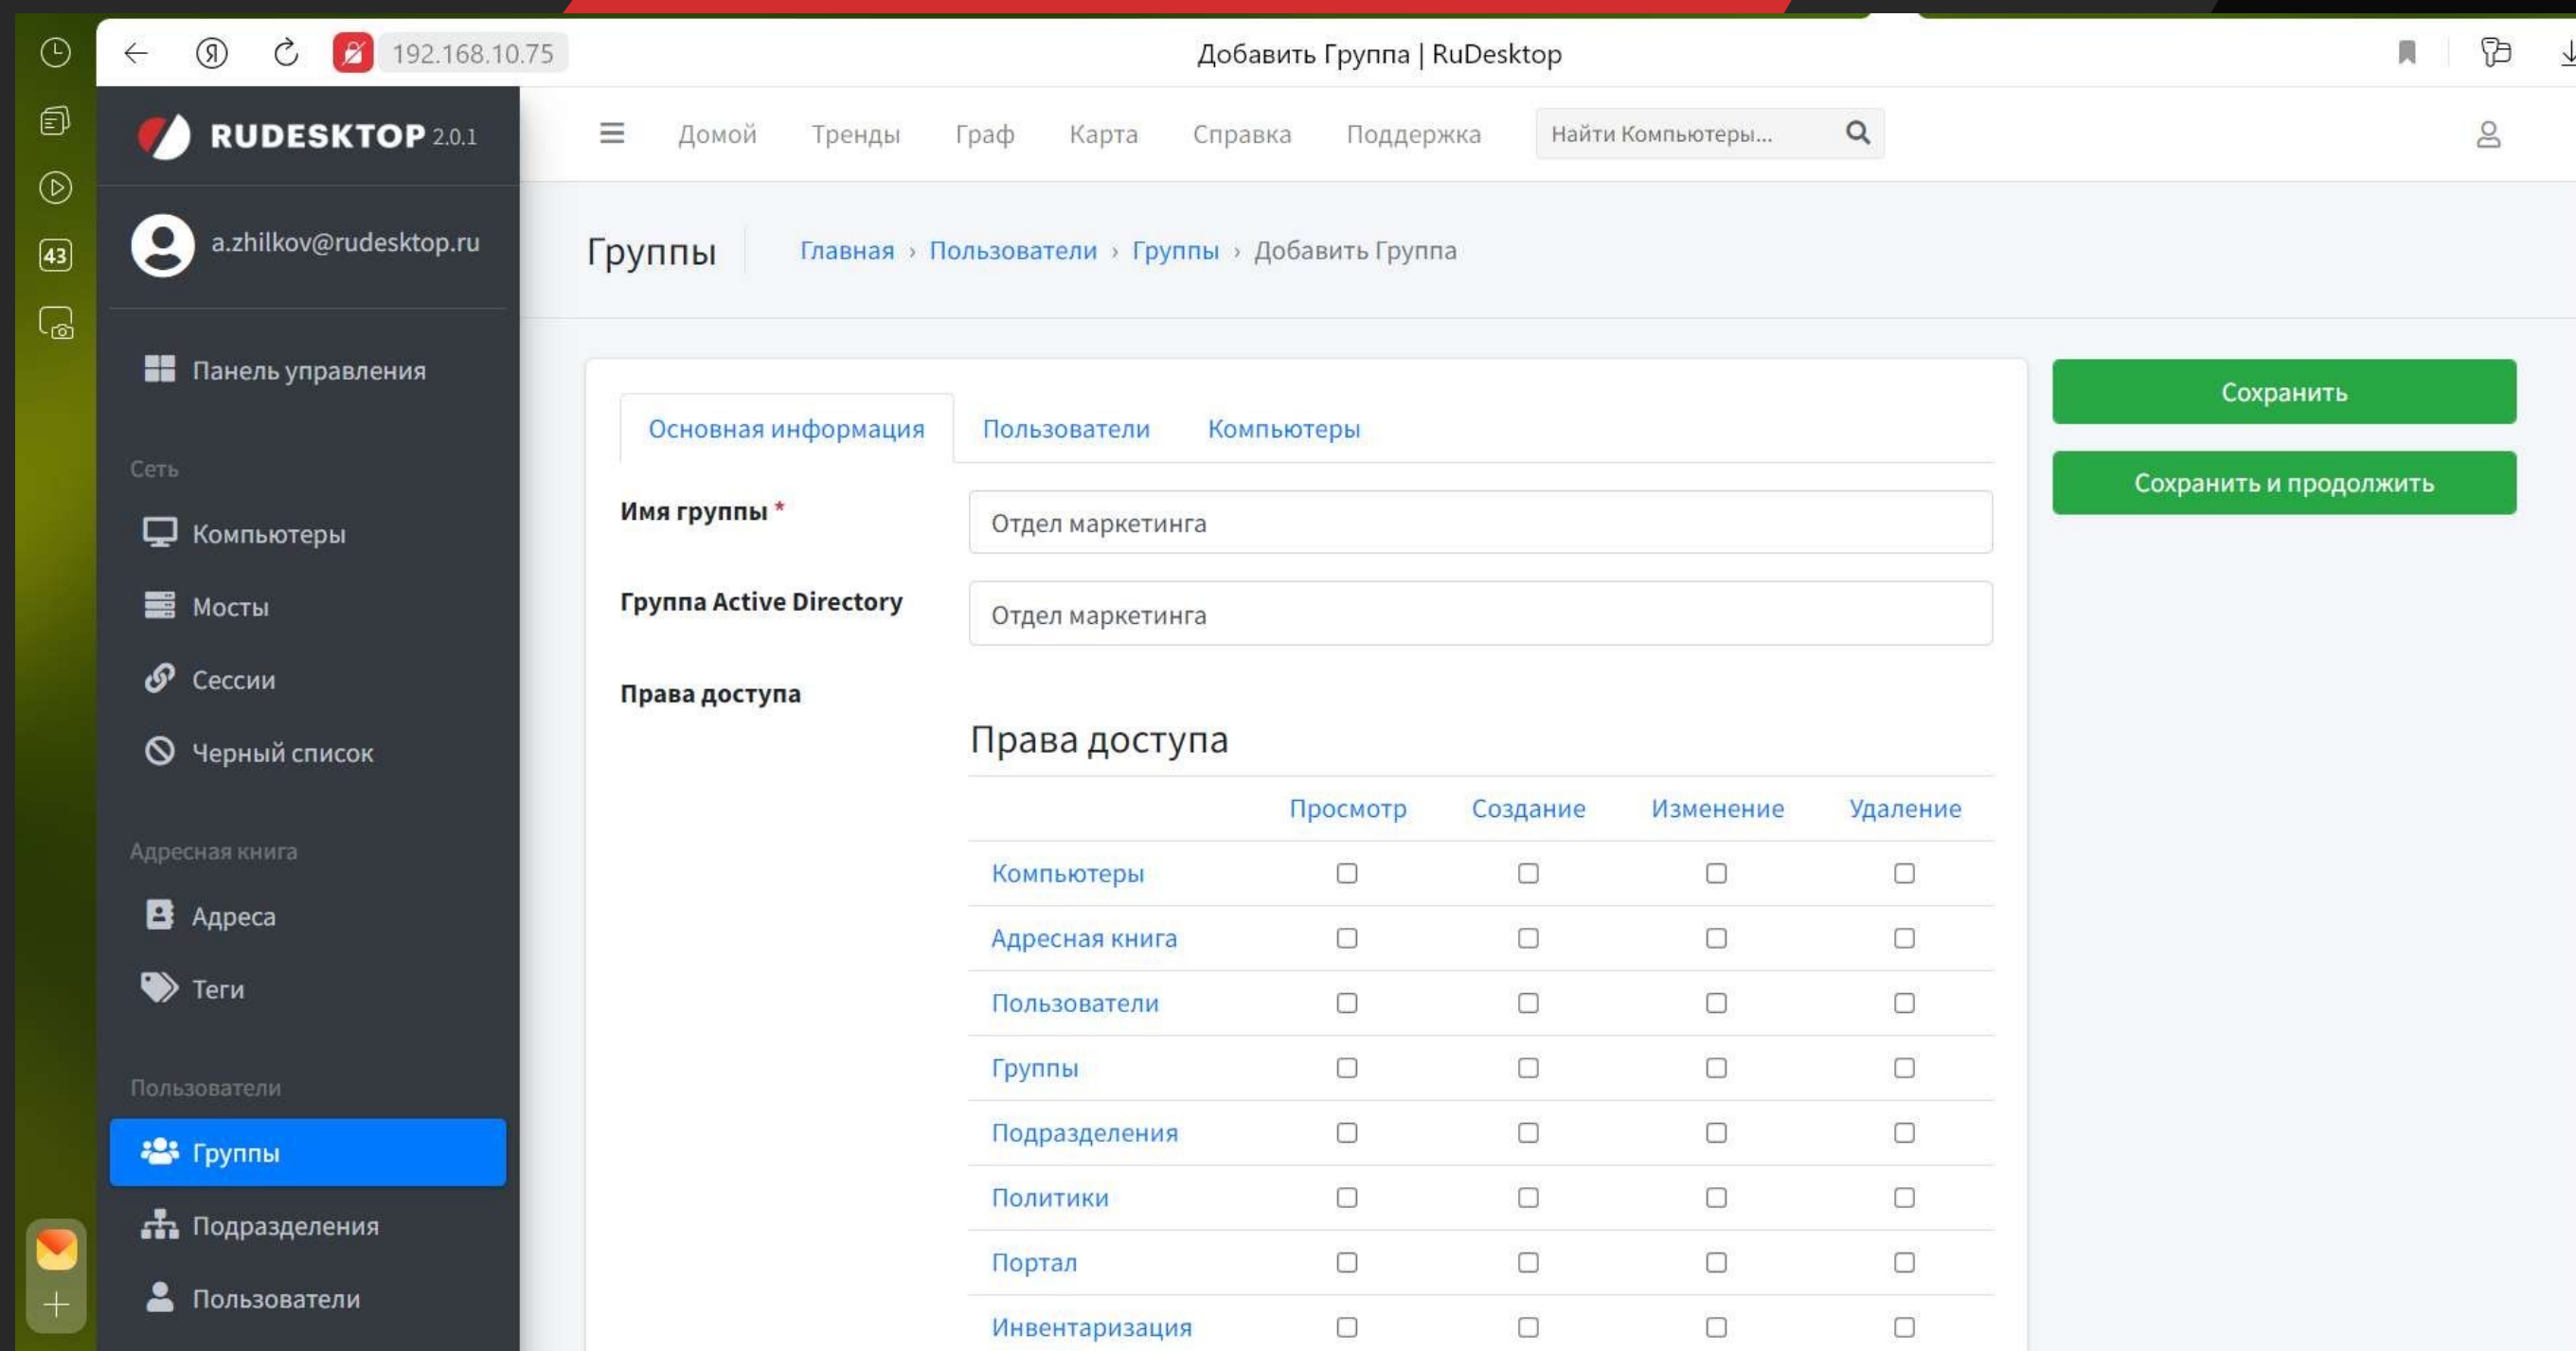 192.168.10.75
Добавить Группа | RuDesktop
43
RUDESKTOP 2.0.1
Домой Тренды Граф Карта Справка Поддержка Найти Компьютеры...
a.zhilkov@rudesktop.ru
Панель управления
Сеть
Компьютеры
Мосты
Сессии
Черный список
Адресная книга
Адреса
Теги
Пользователи
Группы
Подразделения
Пользователи
Группы
Главная › Пользователи › Группы › Добавить Группа
Основная информация Пользователи Компьютеры
Имя группы * Отдел маркетинга
Группа Active Directory Отдел маркетинга
Права доступа
Права доступа
Просмотр Создание Изменение Удаление
Компьютеры
Адресная книга
Пользователи
Группы
Подразделения
Политики
Портал
Инвентаризация
Сохранить
Сохранить и продолжить